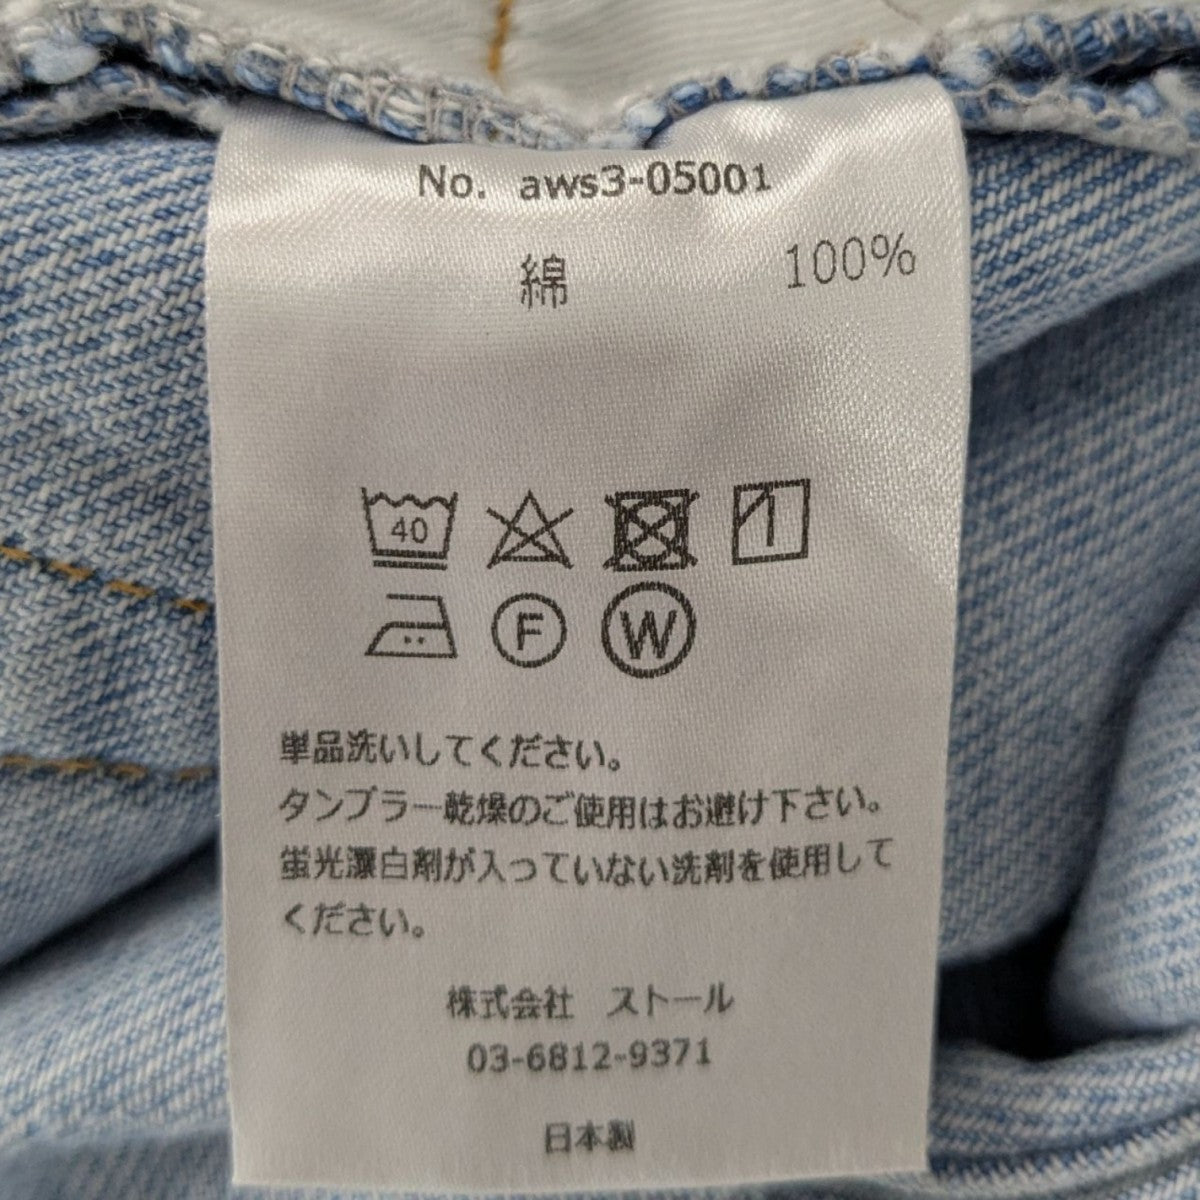 No. aws3-05001
綿 100%
40
F W
単品洗いしてください。
タンブラー乾燥のご使用はお避け下さい。
蛍光漂白剤が入っていない洗剤を使用して
ください。
株式会社 ストール
03-6812-9371
日本製